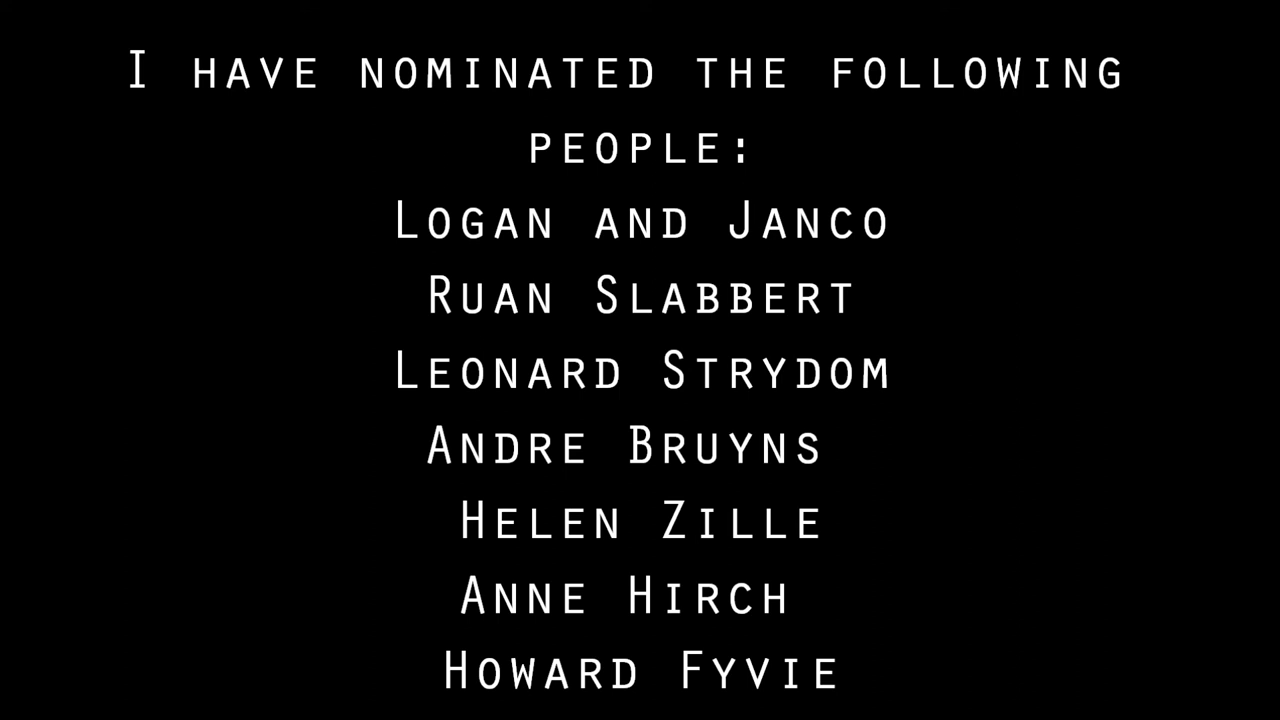 I HAVE NOMINATED THE FOLLOWING
PEOPLE:
LOGAN AND JANCO
RUAN SLABBERT
LEONARD STRYDOM
ANDRE BRUYNS
HELEN ZILLE
ANNE HIRCH
HOWARD FYVIE